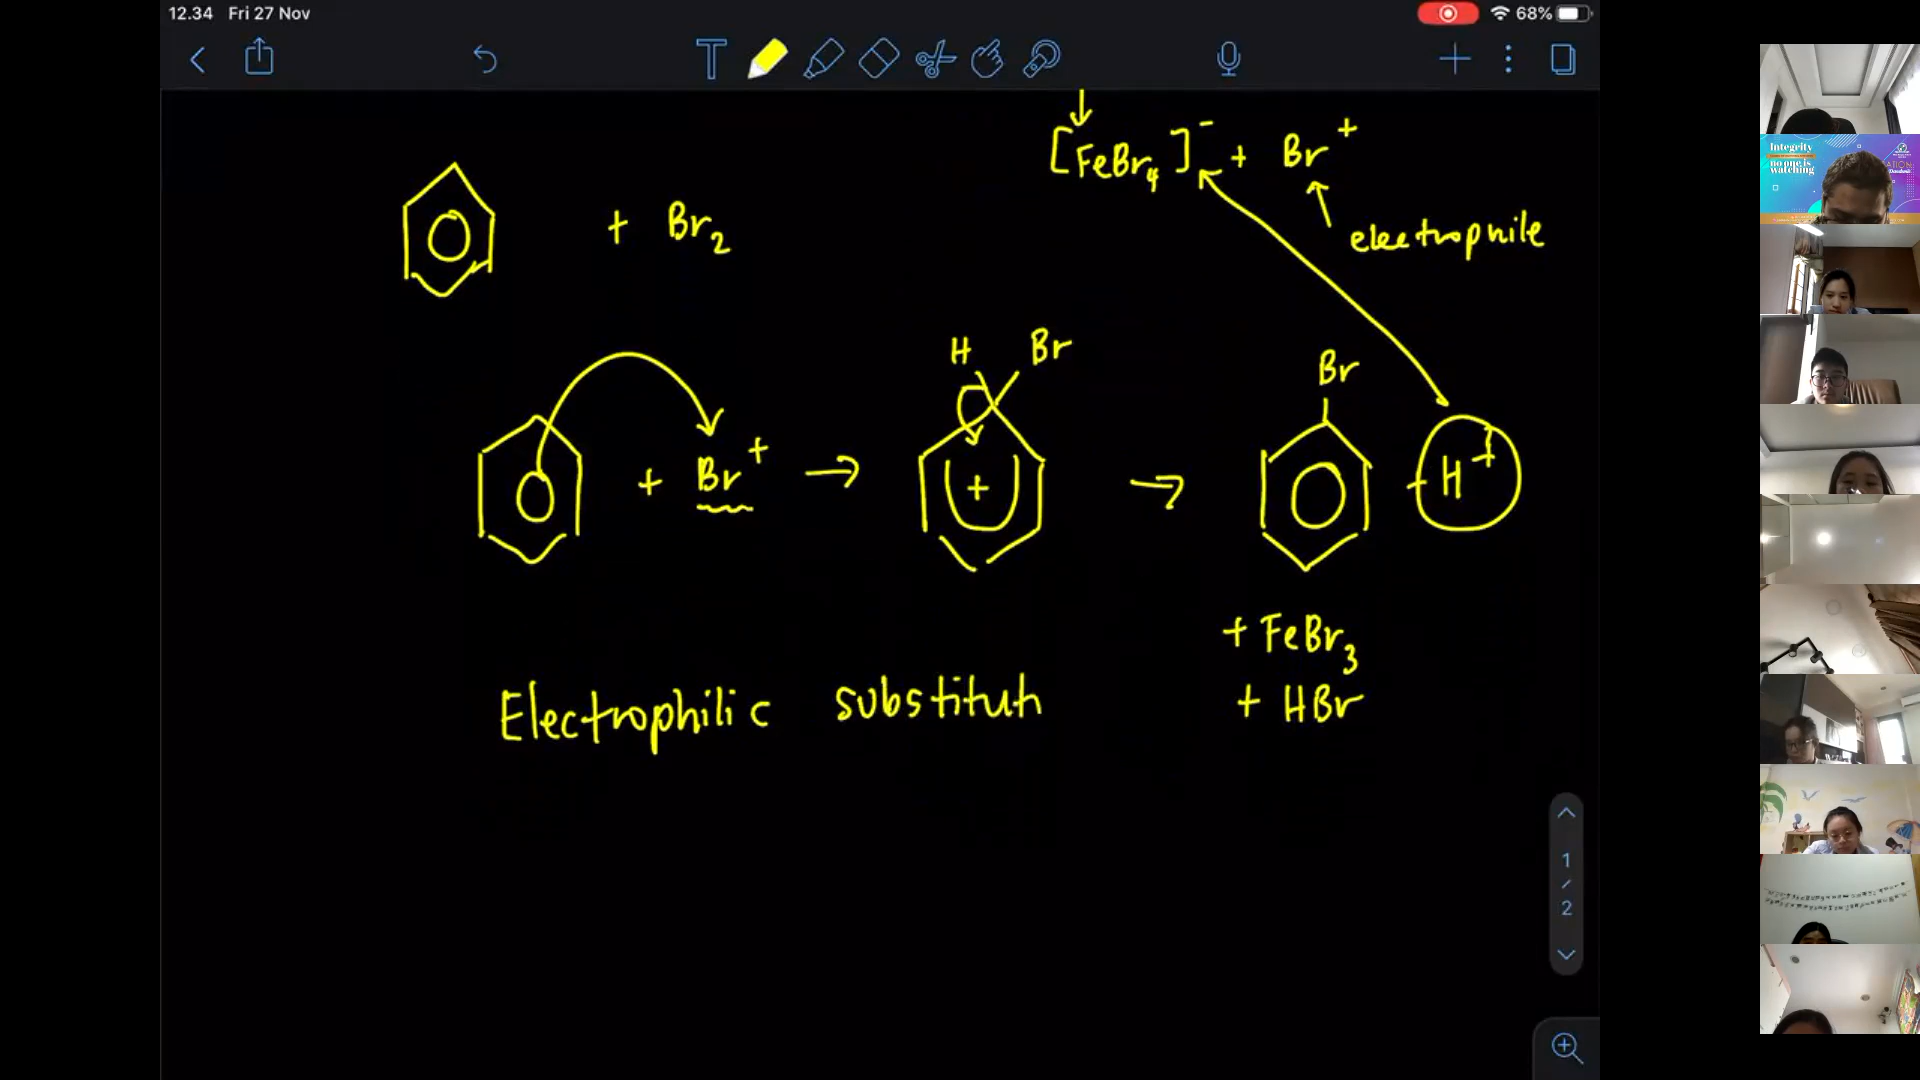 12.34 Fri 27 Nov
68%
T
[FeBr4]- + Br+
electrophile
+ Br2
H Br
Br
+ Br+ → + → + H+
+ FeBr3
+ HBr
Electrophilic substituti
1
/
2
Integrity
no one is
watching